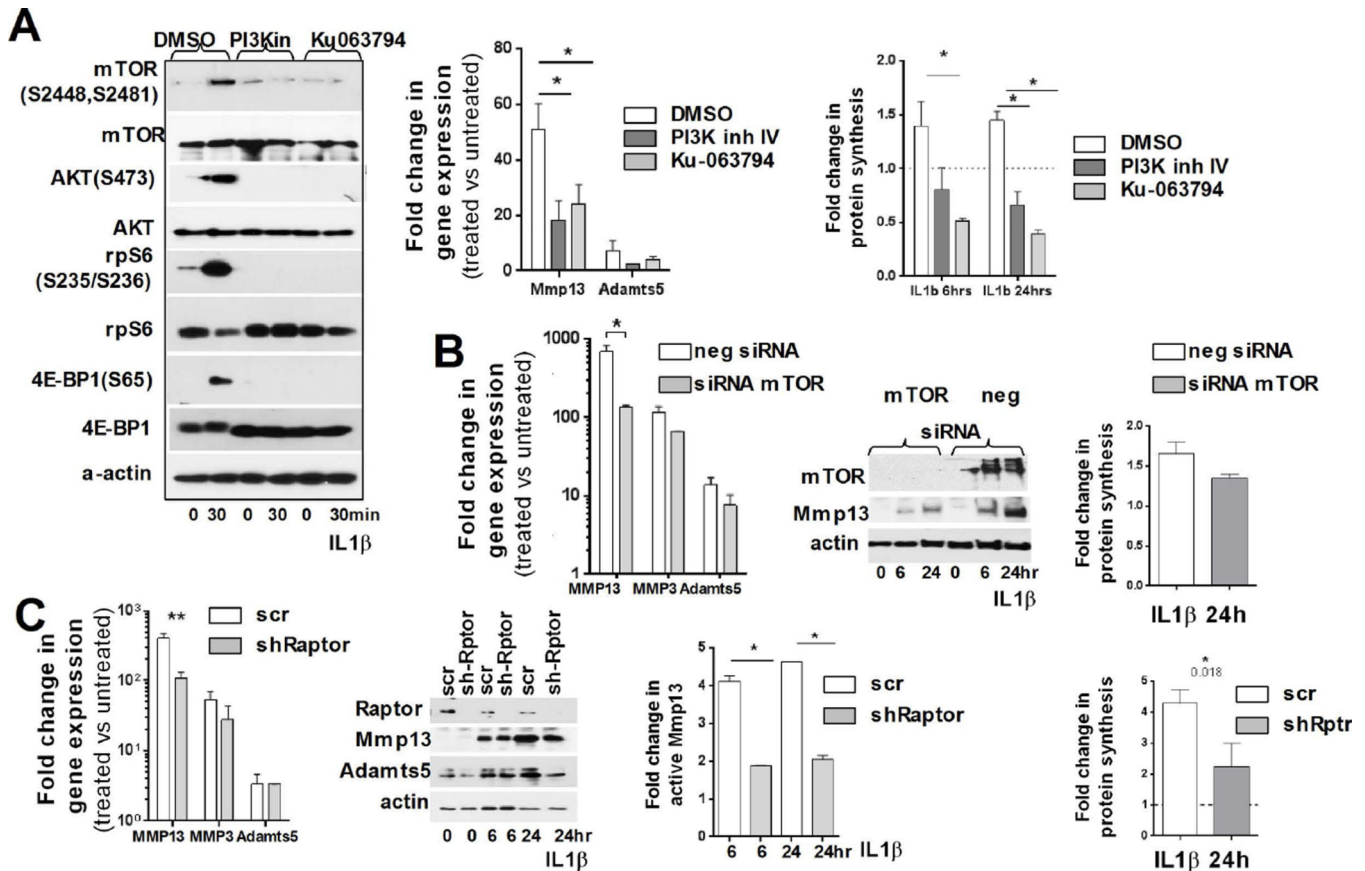 A
DMSO PI3Kin Ku063794
mTOR
(S2448,S2481)
mTOR
AKT(S473)
AKT
rpS6
(S235/S236)
rpS6
4E-BP1(S65)
4E-BP1
a-actin
0 30 0 30 0 30min
IL1β
Fold change in
gene expression
(treated vs untreated)
80
60
40
20
0
*
*
DMSO
PI3K inh IV
Ku-063794
Mmp13 Adamts5
Fold change in
protein synthesis
2.0
1.5
1.0
0.5
0.0
*
*
*
DMSO
PI3K inh IV
Ku-063794
IL1b 6hrs IL1b 24hrs
B
Fold change in
gene expression
(treated vs untreated)
1000
100
10
1
*
neg siRNA
siRNA mTOR
MMP13 MMP3 Adamts5
mTOR neg
siRNA
mTOR
Mmp13
actin
0 6 24 0 6 24hr
IL1β
neg siRNA
siRNA mTOR
Fold change in
protein synthesis
2.0
1.5
1.0
0.5
0.0
IL1β 24h
C
Fold change in
gene expression
(treated vs untreated)
10³
10²
10¹
10⁰
**
scr
shRaptor
MMP13 MMP3 Adamts5
scr sh-Rptor scr sh-Rptor scr sh-Rptor
Raptor
Mmp13
Adamts5
actin
0 0 6 6 24 24hr
IL1β
Fold change in
active Mmp13
5
4
2
1
0
*
*
scr
shRaptor
6 6 24 24hr IL1β
Fold change in
protein synthesis
5
4
3
2
1
0
*
0.018
scr
shRptr
IL1β 24h